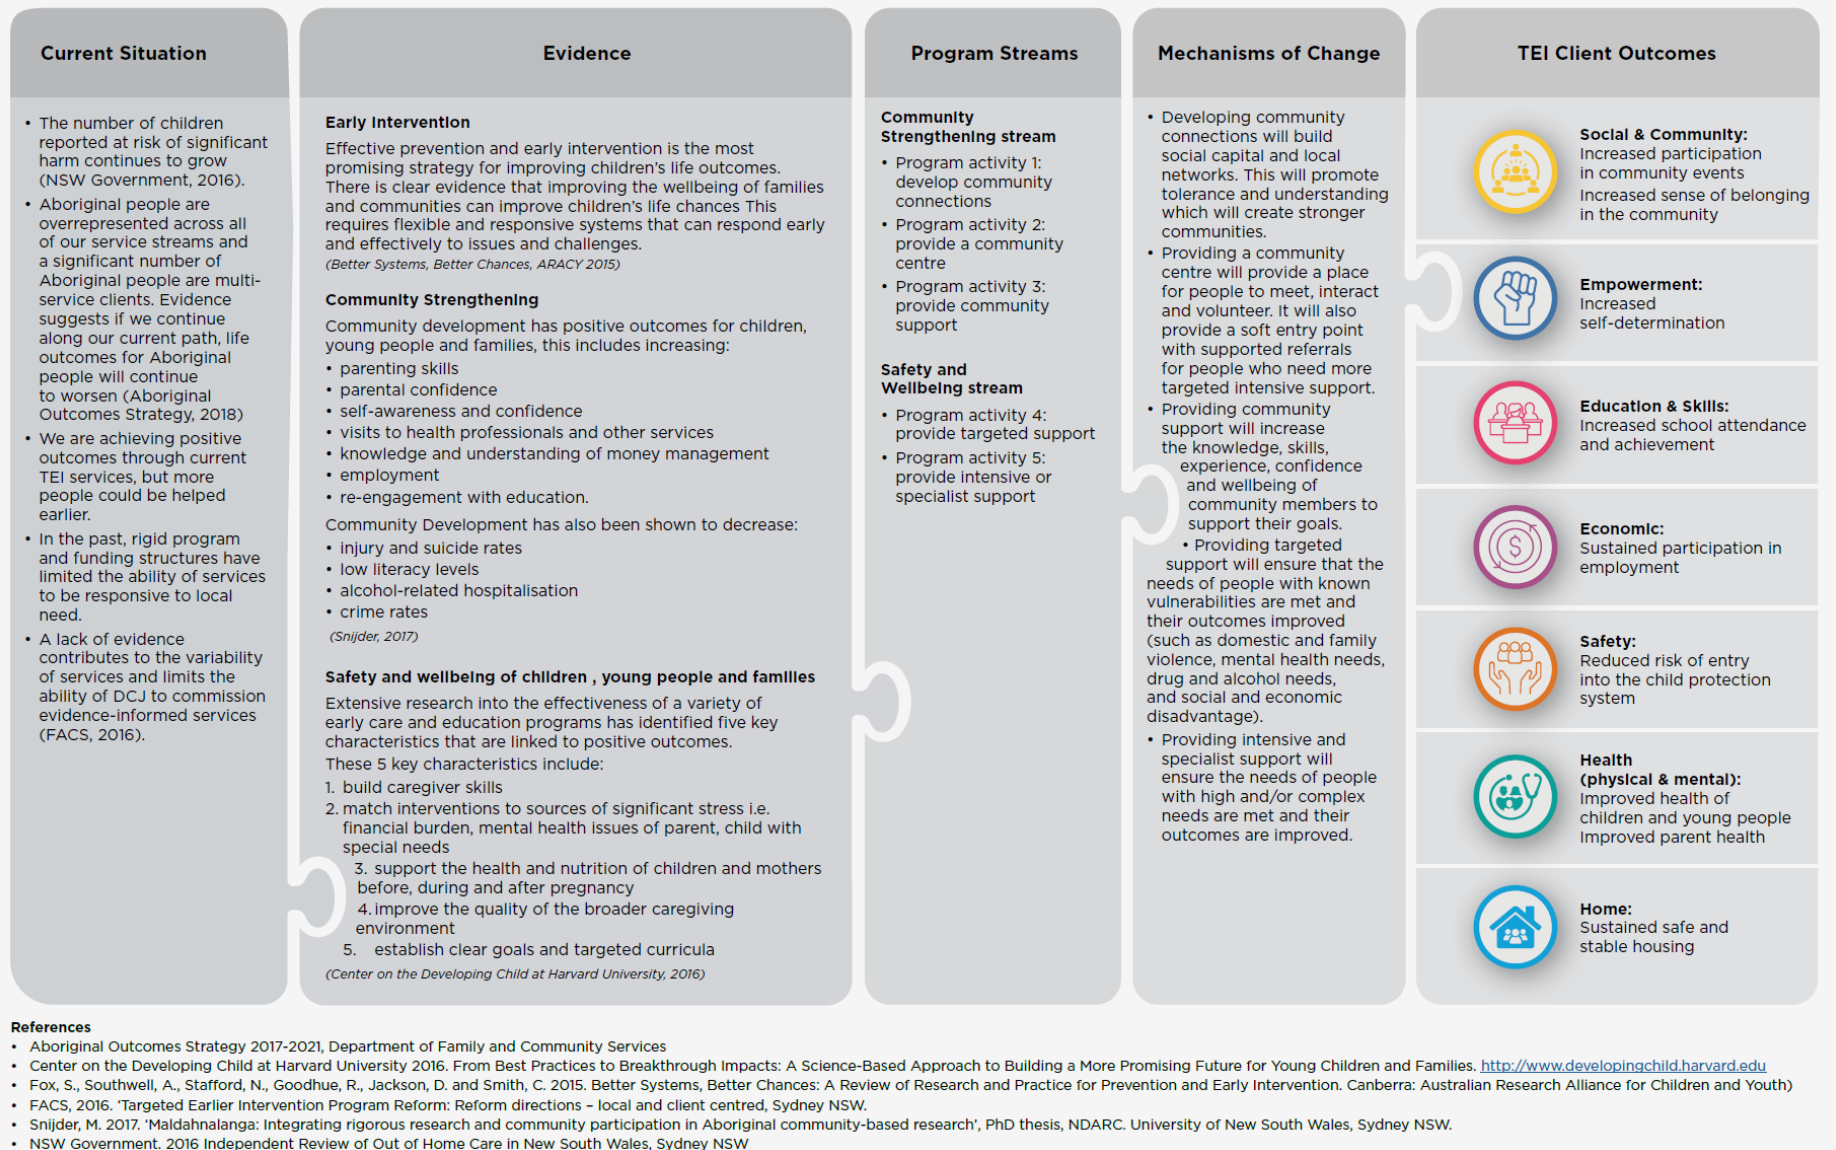 Current Situation
• The number of children
reported at risk of significant
harm continues to grow
(NSW Government, 2016).
• Aboriginal people are
overrepresented across all
of our service streams and
a significant number of
Aboriginal people are multi-
service clients. Evidence
suggests if we continue
along our current path, life
outcomes for Aboriginal
people will continue
to worsen (Aboriginal
Outcomes Strategy, 2018)
• We are achieving positive
outcomes through current
TEI services, but more
people could be helped
earlier.
• In the past, rigid program
and funding structures have
limited the ability of services
to be responsive to local
need.
• A lack of evidence
contributes to the variability
of services and limits the
ability of DCJ to commission
evidence-informed services
(FACS, 2016).
Evidence
Early Intervention
Effective prevention and early intervention is the most
promising strategy for improving children's life outcomes.
There is clear evidence that improving the wellbeing of families
and communities can improve children's life chances This
requires flexible and responsive systems that can respond early
and effectively to issues and challenges.
(Better Systems, Better Chances, ARACY 2015)
Community Strengthening
Community development has positive outcomes for children,
young people and families, this includes increasing:
• parenting skills
• parental confidence
• self-awareness and confidence
• visits to health professionals and other services
• knowledge and understanding of money management
• employment
• re-engagement with education.
Community Development has also been shown to decrease:
• injury and suicide rates
• low literacy levels
• alcohol-related hospitalisation
• crime rates
(Snijder, 2017)
Safety and wellbeing of children , young people and families
Extensive research into the effectiveness of a variety of
early care and education programs has identified five key
characteristics that are linked to positive outcomes.
These 5 key characteristics include:
1. build caregiver skills
2. match interventions to sources of significant stress i.e.
financial burden, mental health issues of parent, child with
special needs
3. support the health and nutrition of children and mothers
before, during and after pregnancy
4. improve the quality of the broader caregiving
environment
5. establish clear goals and targeted curricula
(Center on the Developing Child at Harvard University, 2016)
Program Streams
Community
Strengthening stream
• Program activity 1:
develop community
connections
• Program activity 2:
provide a community
centre
• Program activity 3:
provide community
support
Safety and
Wellbeing stream
• Program activity 4:
provide targeted support
• Program activity 5:
provide intensive or
specialist support
Mechanisms of Change
• Developing community
connections will build
social capital and local
networks. This will promote
tolerance and understanding
which will create stronger
communities.
• Providing a community
centre will provide a place
for people to meet, interact
and volunteer. It will also
provide a soft entry point
with supported referrals
for people who need more
targeted intensive support.
• Providing community
support will increase
the knowledge, skills,
experience, confidence
and wellbeing of
community members to
support their goals.
• Providing targeted
support will ensure that the
needs of people with known
vulnerabilities are met and
their outcomes improved
(such as domestic and family
violence, mental health needs,
drug and alcohol needs,
and social and economic
disadvantage).
• Providing intensive and
specialist support will
ensure the needs of people
with high and/or complex
needs are met and their
outcomes are improved.
TEI Client Outcomes
Social & Community:
Increased participation
in community events
Increased sense of belonging
in the community
Empowerment:
Increased
self-determination
Education & Skills:
Increased school attendance
and achievement
Economic:
Sustained participation in
employment
Safety:
Reduced risk of entry
into the child protection
system
Health
(physical & mental):
Improved health of
children and young people
Improved parent health
Home:
Sustained safe and
stable housing
References
• Aboriginal Outcomes Strategy 2017-2021, Department of Family and Community Services
• Center on the Developing Child at Harvard University 2016. From Best Practices to Breakthrough Impacts: A Science-Based Approach to Building a More Promising Future for Young Children and Families. http://www.developingchild.harvard.edu
• Fox, S., Southwell, A., Stafford, N., Goodhue, R., Jackson, D. and Smith, C. 2015. Better Systems, Better Chances: A Review of Research and Practice for Prevention and Early Intervention. Canberra: Australian Research Alliance for Children and Youth)
• FACS, 2016. 'Targeted Earlier Intervention Program Reform: Reform directions – local and client centred, Sydney NSW.
• Snijder, M. 2017. 'Maldahnalanga: Integrating rigorous research and community participation in Aboriginal community-based research', PhD thesis, NDARC. University of New South Wales, Sydney NSW.
• NSW Government. 2016 Independent Review of Out of Home Care in New South Wales, Sydney NSW